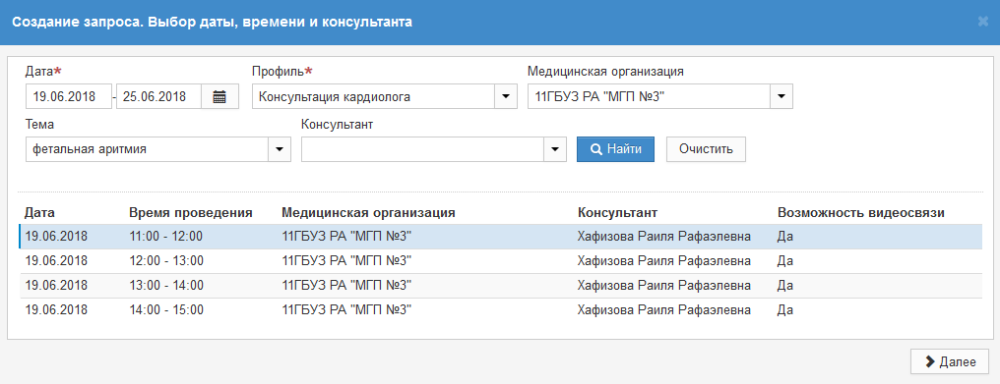 Создание запроса. Выбор даты, времени и консультанта
Дата* Профиль* Медицинская организация
19.06.2018 - 25.06.2018 Консультация кардиолога 11ГБУЗ РА "МГП №3"
Тема Консультант
фетальная аритмия Найти Очистить
Дата Время проведения Медицинская организация Консультант Возможность видеосвязи
19.06.2018 11:00 - 12:00 11ГБУЗ РА "МГП №3" Хафизова Раиля Рафаэлевна Да
19.06.2018 12:00 - 13:00 11ГБУЗ РА "МГП №3" Хафизова Раиля Рафаэлевна Да
19.06.2018 13:00 - 14:00 11ГБУЗ РА "МГП №3" Хафизова Раиля Рафаэлевна Да
19.06.2018 14:00 - 15:00 11ГБУЗ РА "МГП №3" Хафизова Раиля Рафаэлевна Да
Далее